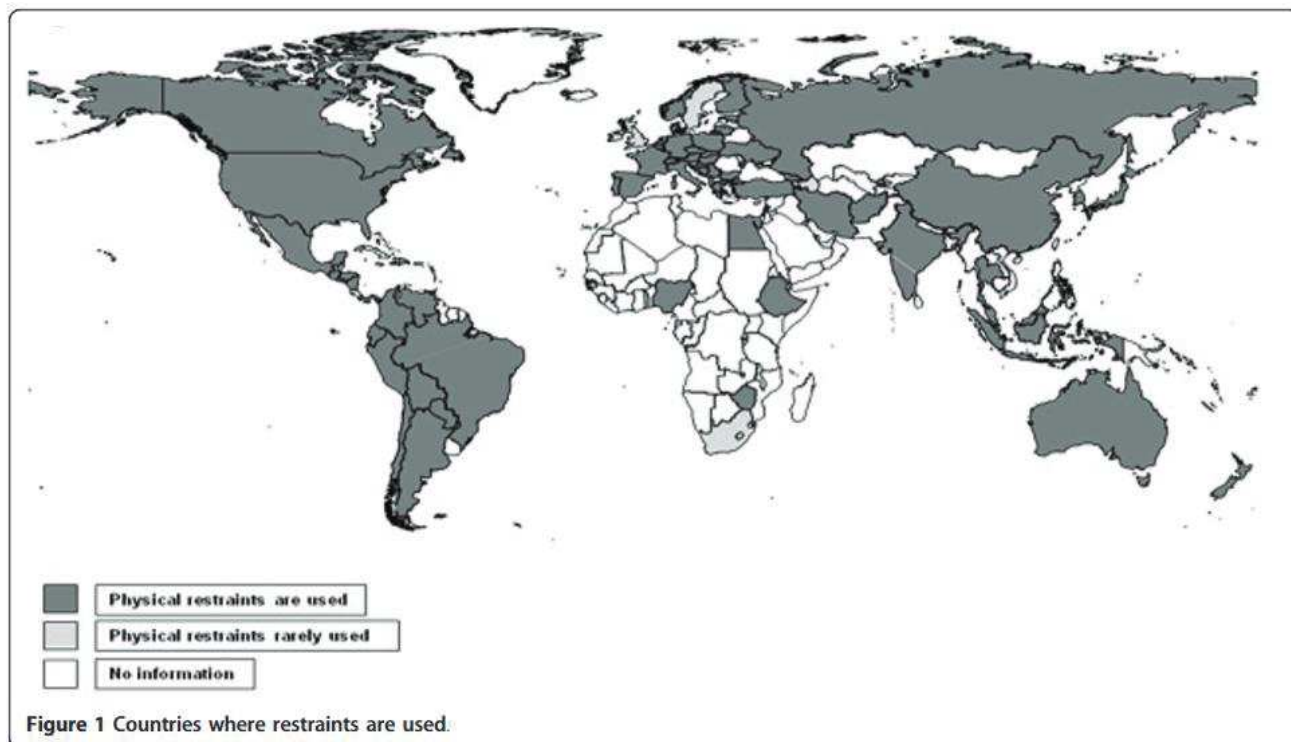 Physical restraints are used
Physical restraints rarely used
No information
Figure 1 Countries where restraints are used.